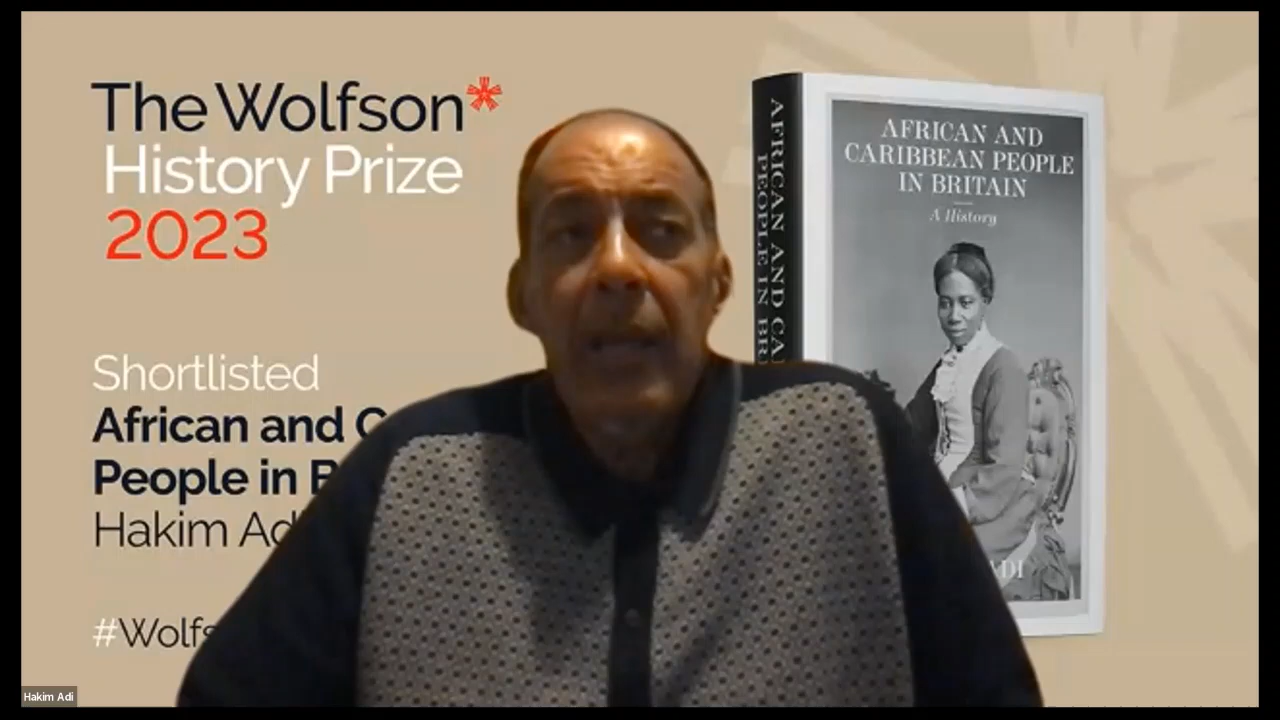 The Wolfson*
History Prize
2023
Shortlisted
African and C
People in B
Hakim Ad
#Wolfs
AFRICAN AND
CARIBBEAN PEOPLE
IN BRITAIN
A History
ADI
AFRICAN AND CA
PEOPLE IN BR
Hakim Adi